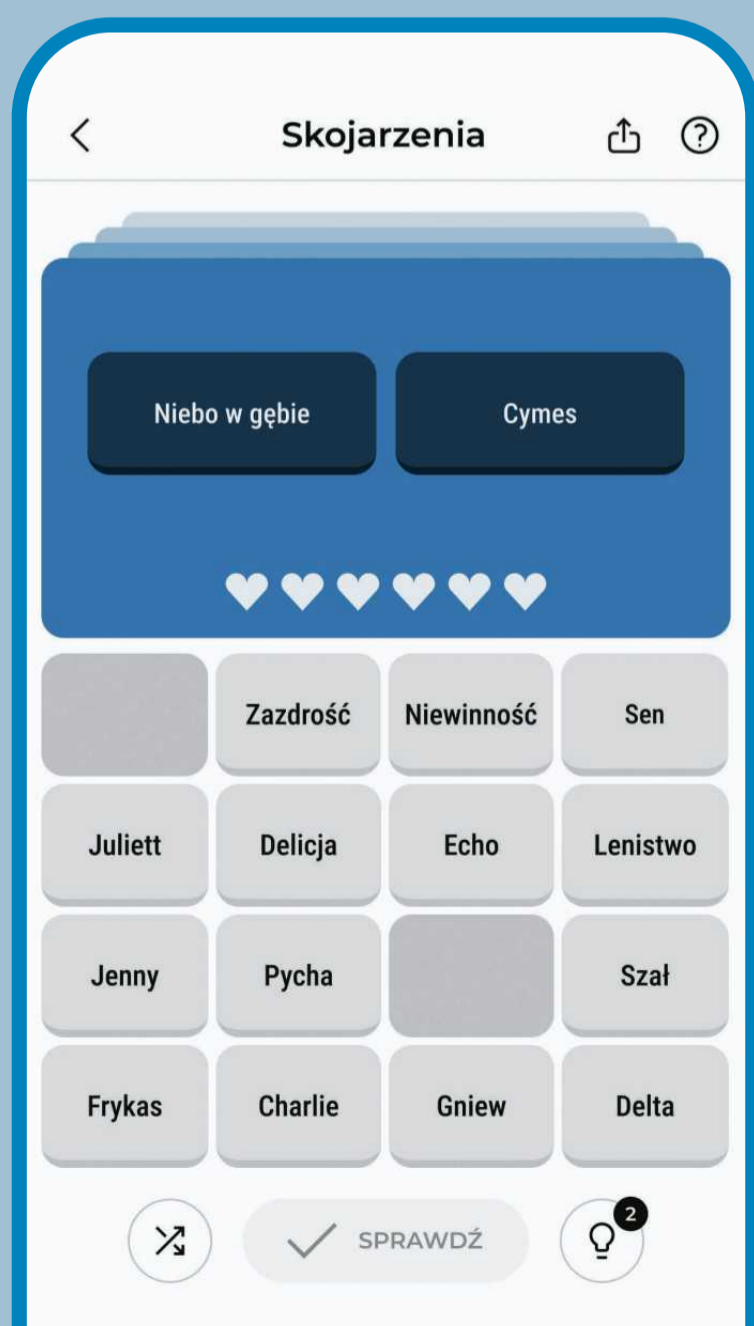 Skojarzenia
Niebo w gębie
Cymes
Zazdrość
Niewinność
Sen
Juliett
Delicja
Echo
Lenistwo
Jenny
Pycha
Szał
Frykas
Charlie
Gniew
Delta
SPRAWDŹ
2